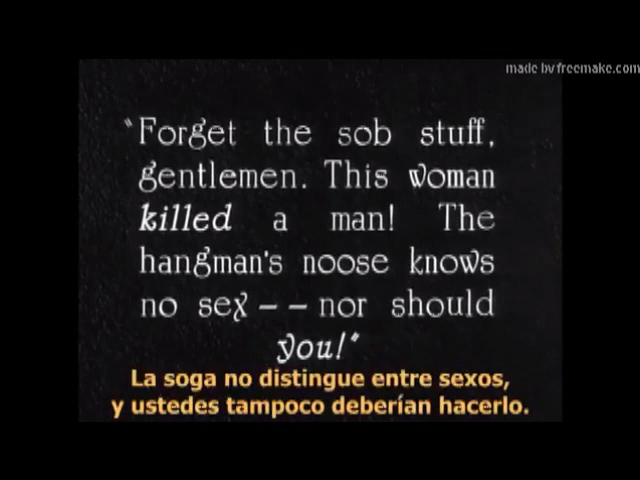 made by freemake.com
"Forget the sob stuff,
gentlemen. This woman
killed a man! The
hangman's noose knows
no sex -- nor should
you!"
La soga no distingue entre sexos,
y ustedes tampoco deberían hacerlo.